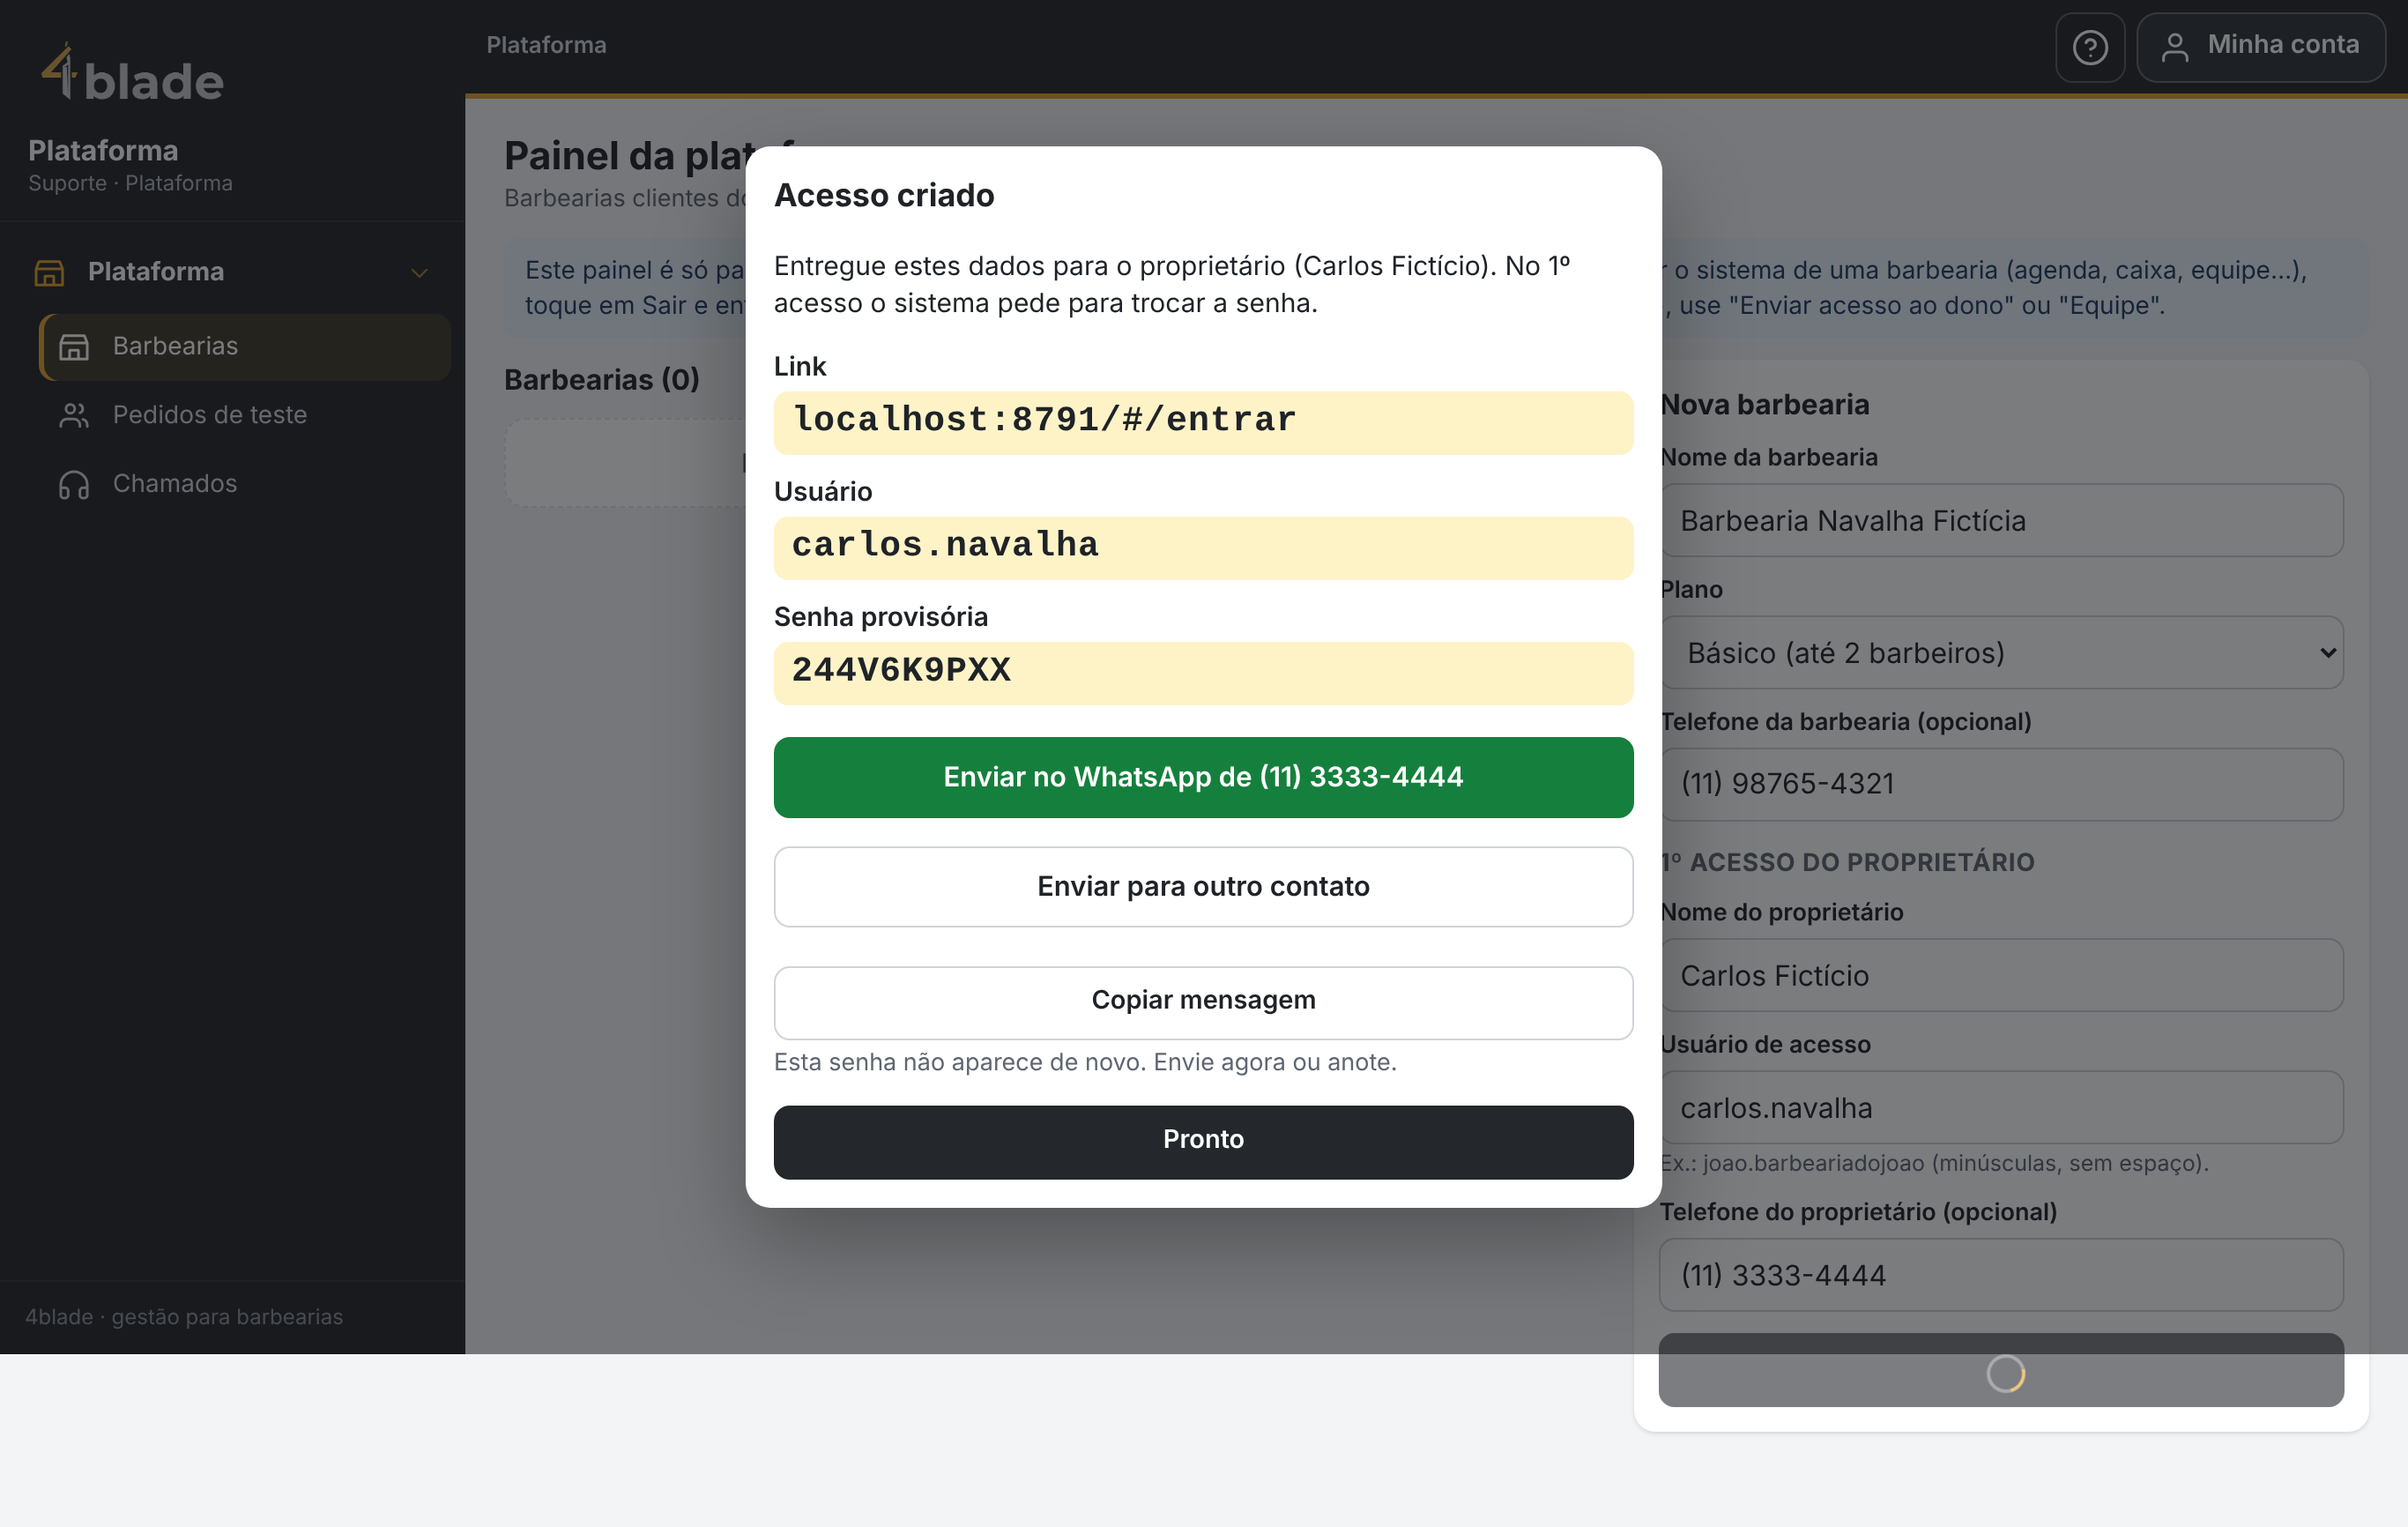 4blade
Plataforma
Suporte · Plataforma
Plataforma
Barbearias
Pedidos de teste
Chamados
4blade · gestão para barbearias
Plataforma
Minha conta
Painel da
Barbearias clientes
Este painel é só
o sistema de uma barbearia (agenda, caixa, equipe...),
toque em Sair e
, use "Enviar acesso ao dono" ou "Equipe".
Barbearias (0)
Acesso criado
Entregue estes dados para o proprietário (Carlos Fictício). No 1º
acesso o sistema pede para trocar a senha.
Link
localhost:8791/#/entrar
Usuário
carlos.navalha
Senha provisória
244V6K9PXX
Enviar no WhatsApp de (11) 3333-4444
Enviar para outro contato
Copiar mensagem
Esta senha não aparece de novo. Envie agora ou anote.
Pronto
Nova barbearia
Nome da barbearia
Barbearia Navalha Fictícia
Plano
Básico (até 2 barbeiros)
Telefone da barbearia (opcional)
(11) 98765-4321
1º ACESSO DO PROPRIETÁRIO
Nome do proprietário
Carlos Fictício
Usuário de acesso
carlos.navalha
Ex.: joao.barbeariadojoao (minúsculas, sem espaço).
Telefone do proprietário (opcional)
(11) 3333-4444